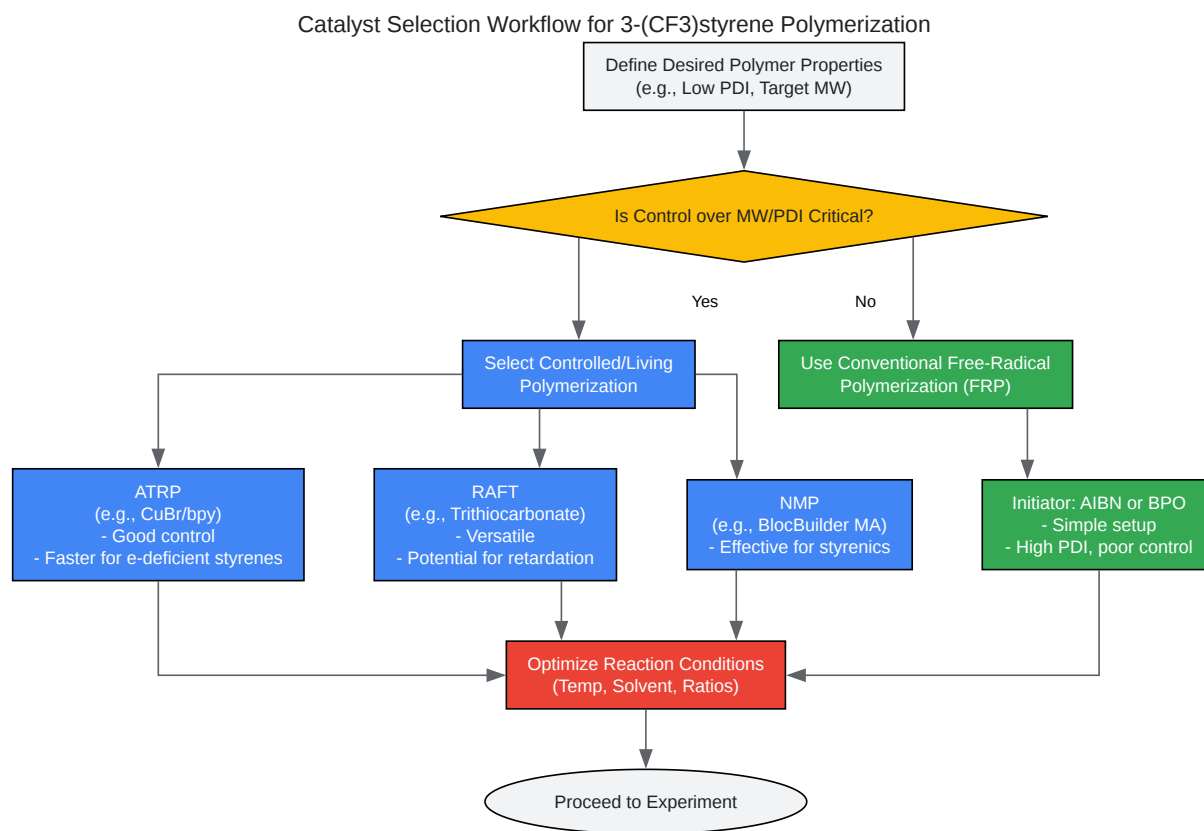 Catalyst Selection Workflow for 3-(CF3)styrene Polymerization
Define Desired Polymer Properties
(e.g., Low PDI, Target MW)
Is Control over MW/PDI Critical?
Yes
No
Select Controlled/Living
Polymerization
Use Conventional Free-Radical
Polymerization (FRP)
ATRP
(e.g., CuBr/bpy)
- Good control
- Faster for e-deficient styrenes
RAFT
(e.g., Trithiocarbonate)
- Versatile
- Potential for retardation
NMP
(e.g., BlocBuilder MA)
- Effective for styrenics
Initiator: AIBN or BPO
- Simple setup
- High PDI, poor control
Optimize Reaction Conditions
(Temp, Solvent, Ratios)
Proceed to Experiment